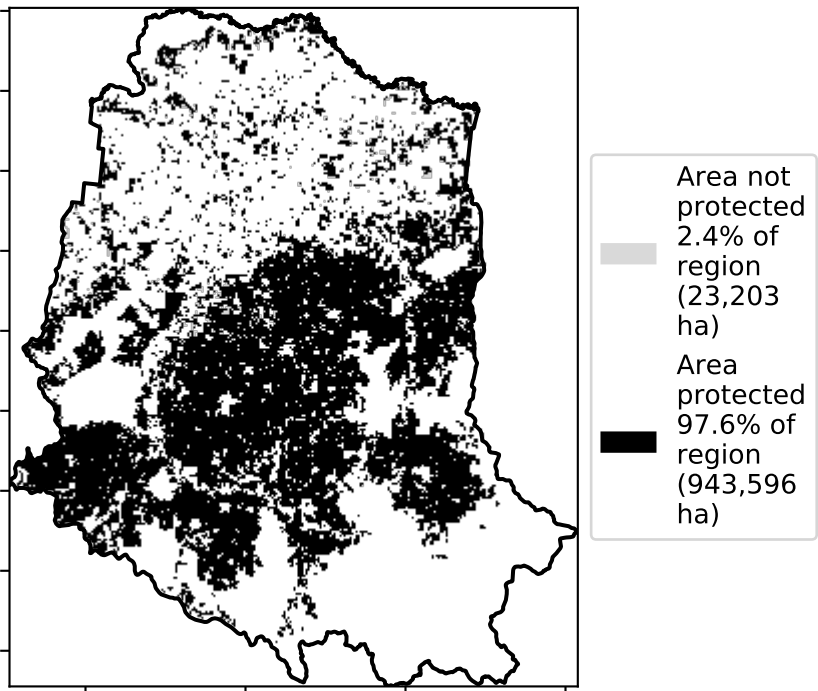 Area not
protected
2.4% of
region
(23,203
ha)
Area
protected
97.6% of
region
(943,596
ha)